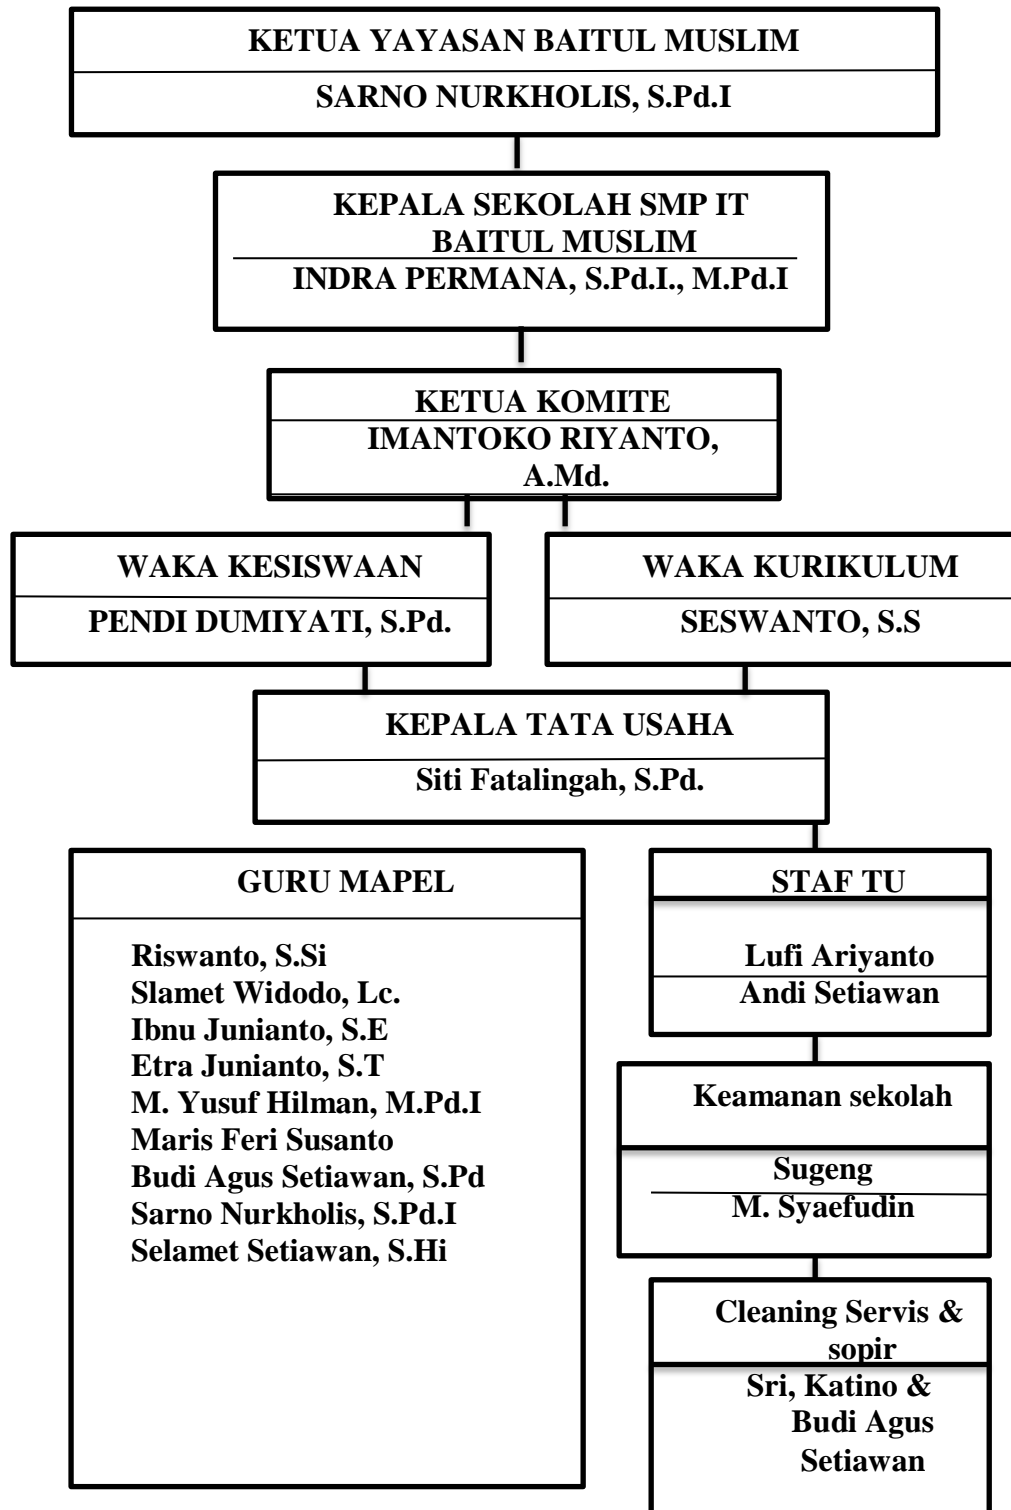 KETUA YAYASAN BAITUL MUSLIM
SARNO NURKHOLIS, S.Pd.I
KEPALA SEKOLAH SMP IT
BAITUL MUSLIM
INDRA PERMANA, S.Pd.I., M.Pd.I
KETUA KOMITE
IMANTOKO RIYANTO,
A.Md.
WAKA KESISWAAN
PENDI DUMIYATI, S.Pd.
WAKA KURIKULUM
SESWANTO, S.S
KEPALA TATA USAHA
Siti Fatalingah, S.Pd.
GURU MAPEL
Riswanto, S.Si
Slamet Widodo, Lc.
Ibnu Junianto, S.E
Etra Junianto, S.T
M. Yusuf Hilman, M.Pd.I
Maris Feri Susanto
Budi Agus Setiawan, S.Pd
Sarno Nurkholis, S.Pd.I
Selamet Setiawan, S.Hi
STAF TU
Lufi Ariyanto
Andi Setiawan
Keamanan sekolah
Sugeng
M. Syaefudin
Cleaning Servis &
sopir
Sri, Katino &
Budi Agus
Setiawan